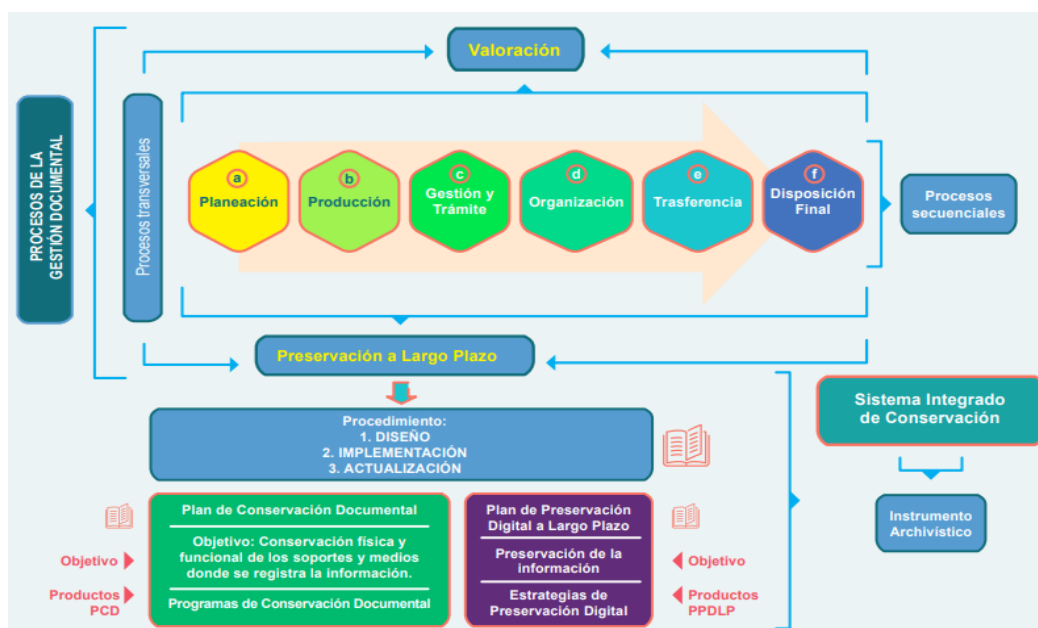 PROCESOS DE LA
GESTIÓN DOCUMENTAL
Procesos transversales
Valoración
a
Planeación
b
Producción
c
Gestión y
Trámite
d
Organización
e
Trasferencia
f
Disposición
Final
Procesos
secuenciales
Preservación a Largo Plazo
Procedimiento:
1. DISEÑO
2. IMPLEMENTACIÓN
3. ACTUALIZACIÓN
Sistema Integrado
de Conservación
Instrumento
Archivístico
Plan de Conservación Documental
Objetivo
Objetivo: Conservación física y
funcional de los soportes y medios
donde se registra la información.
Productos
PCD
Programas de Conservación Documental
Plan de Preservación
Digital a Largo Plazo
Preservación de la
información
Objetivo
Estrategias de
Preservación Digital
Productos
PPDLP